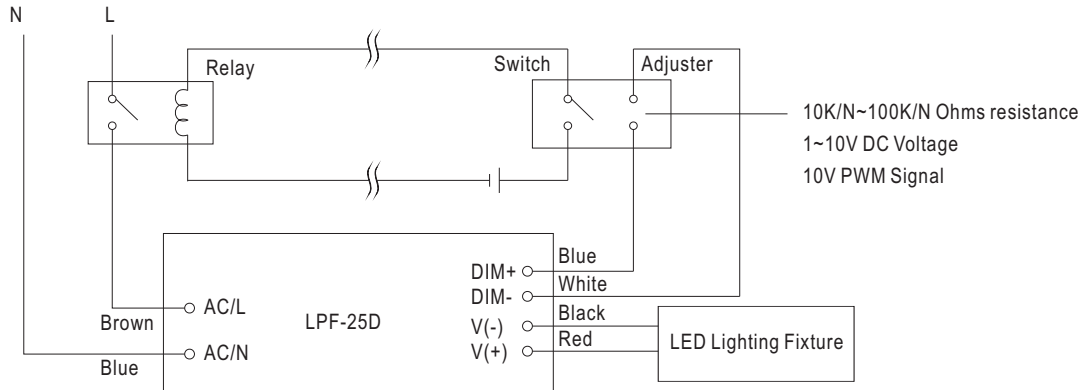 N
L
Relay
Switch
Adjuster
10K/N~100K/N Ohms resistance
1~10V DC Voltage
10V PWM Signal
Blue
DIM+
White
DIM-
AC/L
Black
Brown
LPF-25D
V(-)
LED Lighting Fixture
Red
V(+)
AC/N
Blue